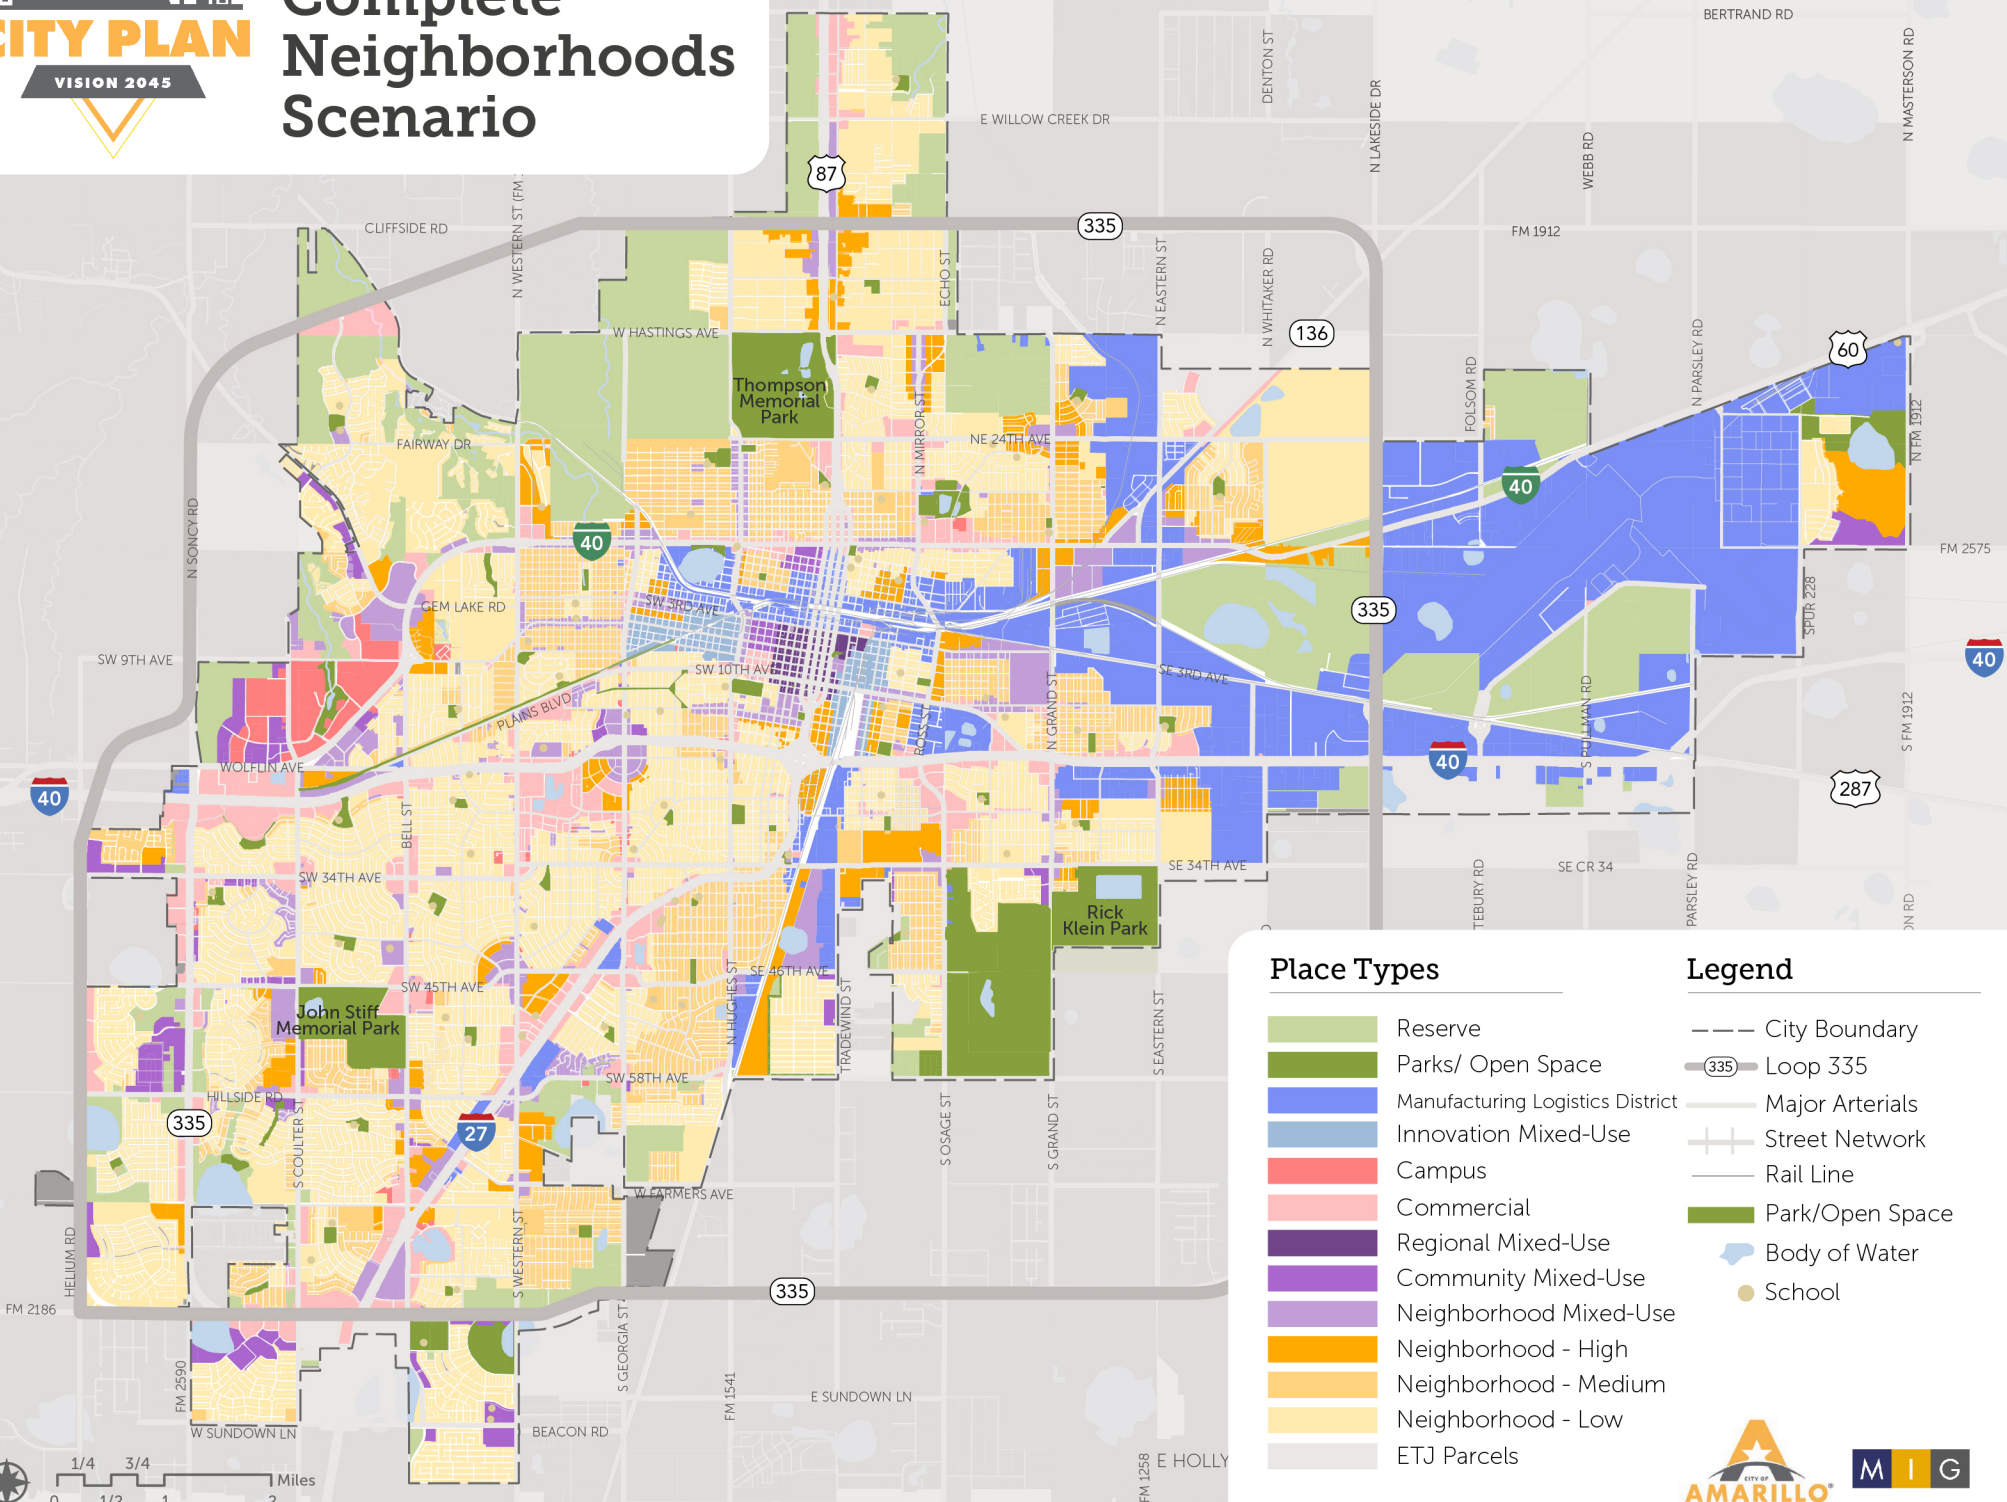 CITY PLAN
VISION 2045
Complete
Neighborhoods
Scenario
BERTRAND RD
DENTON ST
N LAKESIDE DR
N MASTERSON RD
E WILLOW CREEK DR
WEBB RD
87
CLIFFSIDE RD
N WESTERN ST (FM
335
FM 1912
N EASTERN ST
N WHITAKER RD
ECHO ST
W HASTINGS AVE
136
N PARSLEY RD
60
FOLSOM RD
Thompson
Memorial
Park
N MIRROR ST
FAIRWAY DR
NE 24TH AVE
N FM 1912
40
N SONCY RD
40
FM 2575
GEM LAKE RD
SW 3RD AVE
335
SPUR 228
SW 9TH AVE
SW 10TH AVE
SE 3RD AVE
40
PLAINS BLVD
ROSS ST
N GRAND ST
S PULLMAN RD
S FM 1912
WOLFLIN AVE
40
40
287
BELL ST
SW 34TH AVE
SE 34TH AVE
SE CR 34
TEBURY RD
PARSLEY RD
ON RD
Rick
Klein Park
SW 45TH AVE
SE 46TH AVE
N HUGHES ST
TRADEWIND ST
S EASTERN ST
John Stiff
Memorial Park
SW 58TH AVE
HILLSIDE RD
335
27
S COULTER ST
S OSAGE ST
S GRAND ST
W FARMERS AVE
HELIUM RD
S WESTERN ST
FM 2186
335
S GEORGIA ST
FM 2590
FM 1541
E SUNDOWN LN
W SUNDOWN LN
BEACON RD
FM 1258
E HOLLY
1/4 3/4
Miles
0 1/2 1 2
Place Types
Reserve
Parks/ Open Space
Manufacturing Logistics District
Innovation Mixed-Use
Campus
Commercial
Regional Mixed-Use
Community Mixed-Use
Neighborhood Mixed-Use
Neighborhood - High
Neighborhood - Medium
Neighborhood - Low
ETJ Parcels
Legend
City Boundary
335 Loop 335
Major Arterials
Street Network
Rail Line
Park/Open Space
Body of Water
School
CITY OF
AMARILLO
M I G